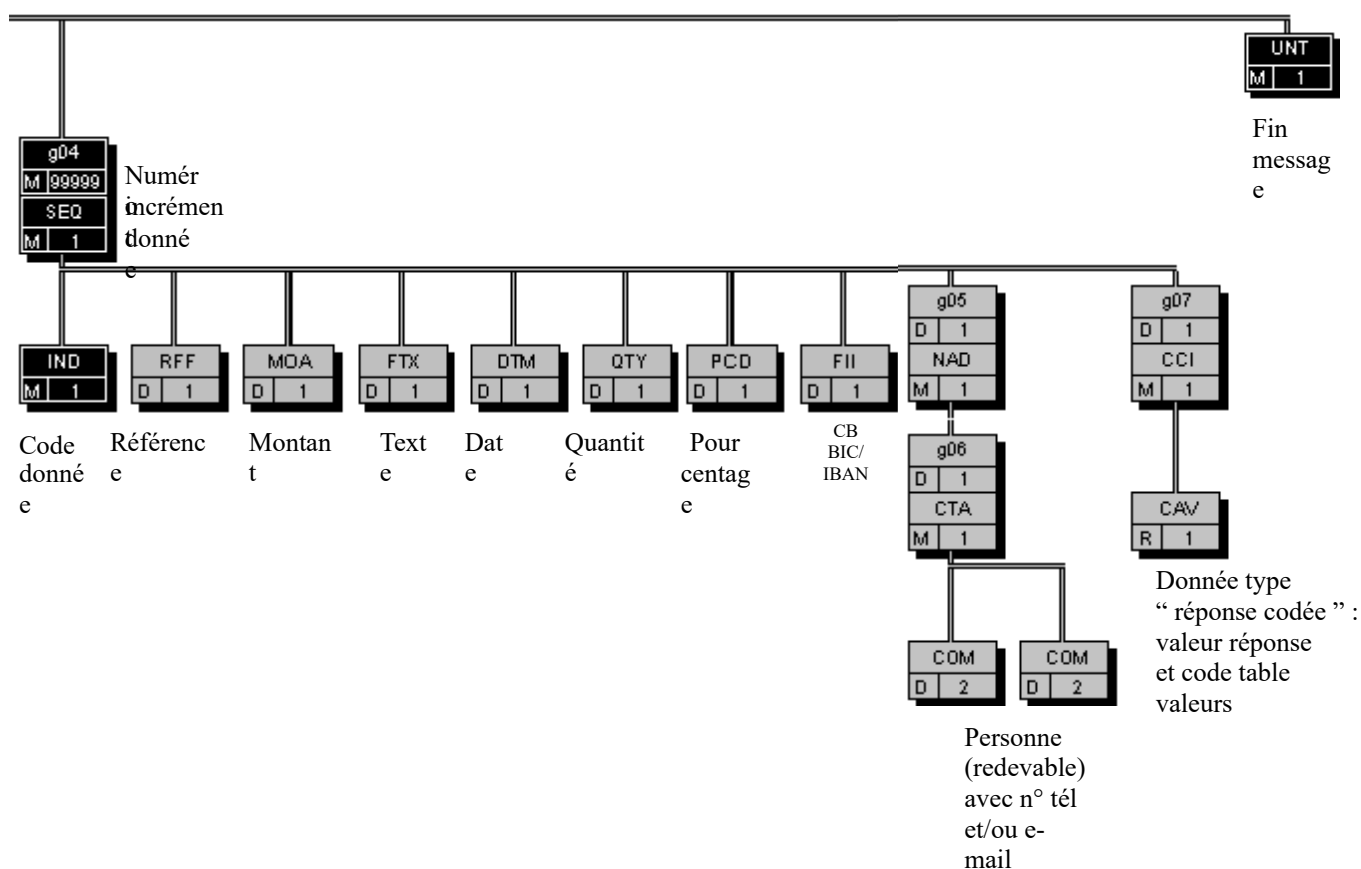 UNT
M 1
Fin
messag
e
g04
M 99999
SEQ
M 1
Numér
o
incrémen
t
donné
e
IND
M 1
Code
donné
e
RFF
D 1
Référenc
e
MOA
D 1
Montan
t
FTX
D 1
Text
e
DTM
D 1
Dat
e
QTY
D 1
Quantit
é
PCD
D 1
Pour
centag
e
FII
D 1
CB
BIC/
IBAN
g05
D 1
NAD
M 1
g06
D 1
CTA
M 1
COM
D 2
COM
D 2
Personne
(redevable)
avec n° tél
et/ou e-
mail
g07
D 1
CCI
M 1
CAV
R 1
Donnée type
“ réponse codée ” :
valeur réponse
et code table
valeurs